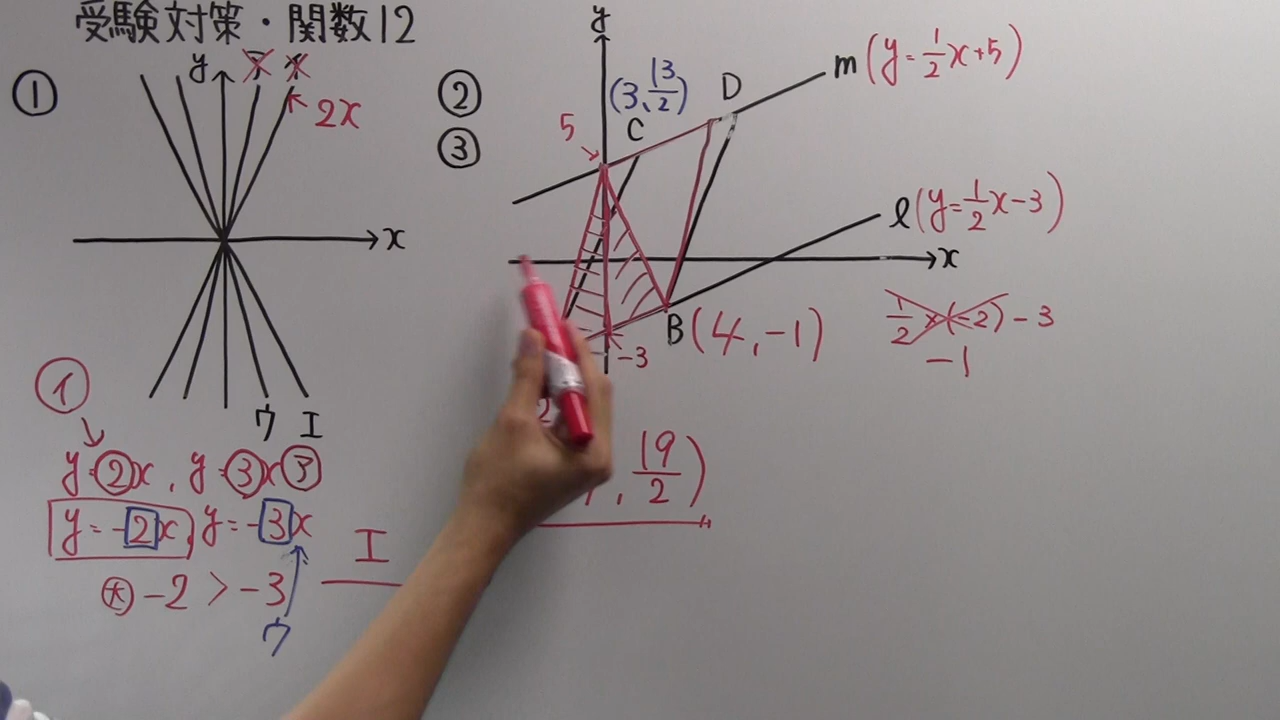 受験対策・関数12
①
y
ア
イ
2x
x
ウ
エ
イ
y=2x, y=3x ③
y=-2x, y=-3x
エ
※ -2 > -3
ウ
②
③
y
5
C
(3, 13/2)
D
m (y=1/2x+5)
ℓ (y=1/2x-3)
x
B (4, -1)
-3
1/2×(-2)-3
-1
, 19/2)